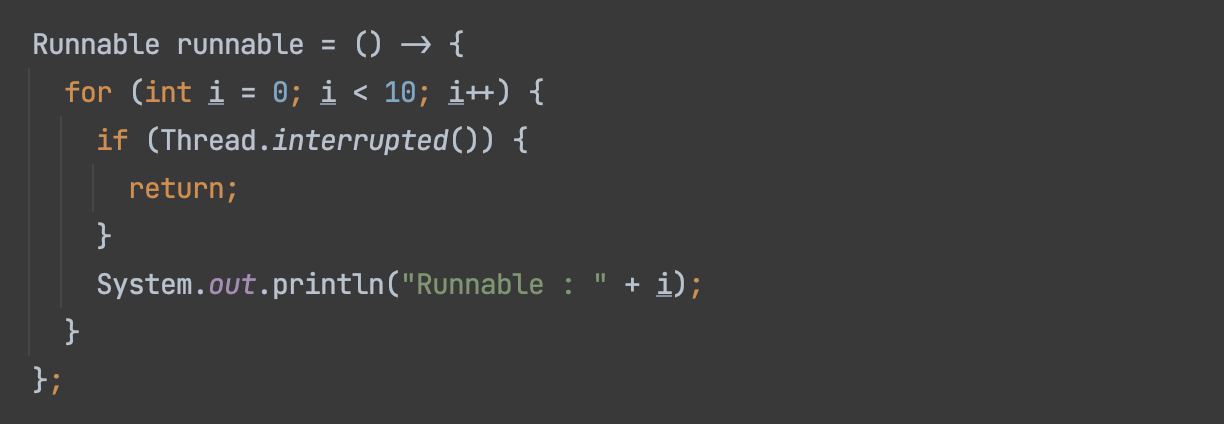 Runnable runnable = () -> {
  for (int i = 0; i < 10; i++) {
    if (Thread.interrupted()) {
      return;
    }
    System.out.println("Runnable : " + i);
  }
};